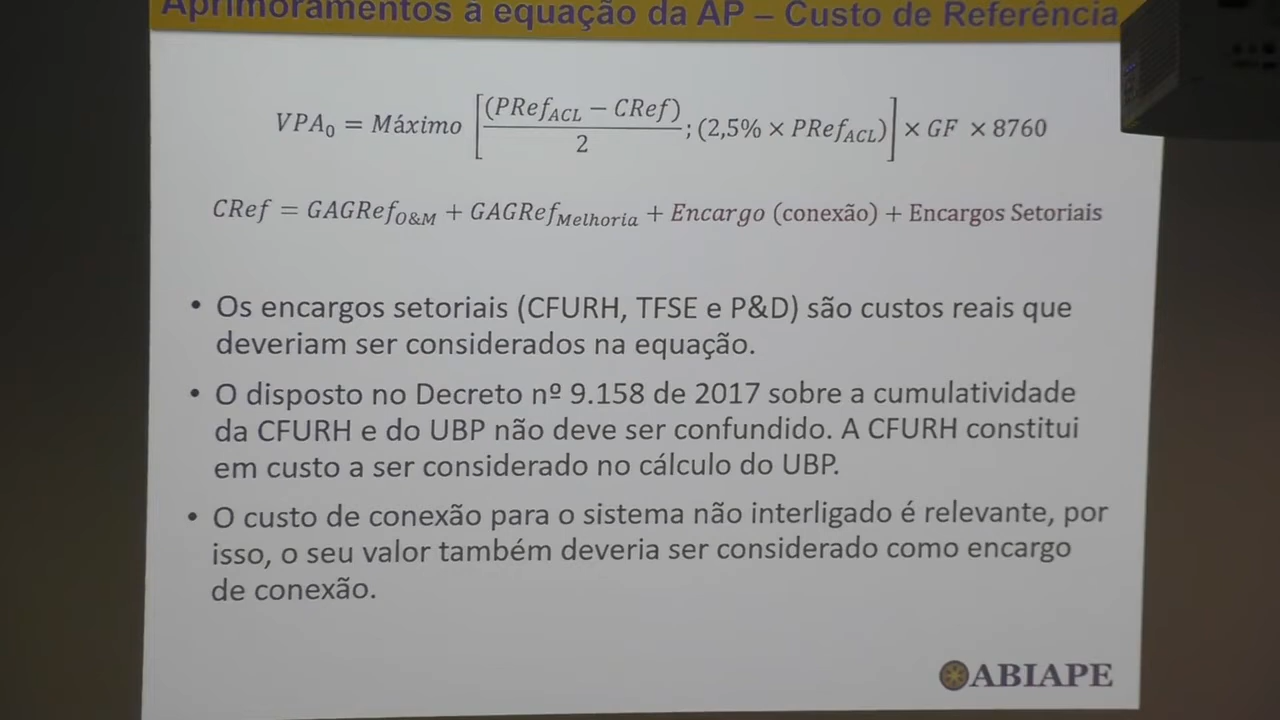 Aprimoramentos à equação da AP – Custo de Referência
VPA₀ = Máximo [(PRef_ACL − CRef) / 2 ; (2,5% × PRef_ACL)] × GF × 8760
CRef = GAGRef_O&M + GAGRef_Melhoria + Encargo (conexão) + Encargos Setoriais
• Os encargos setoriais (CFURH, TFSE e P&D) são custos reais que
deveriam ser considerados na equação.
• O disposto no Decreto nº 9.158 de 2017 sobre a cumulatividade
da CFURH e do UBP não deve ser confundido. A CFURH constitui
em custo a ser considerado no cálculo do UBP.
• O custo de conexão para o sistema não interligado é relevante, por
isso, o seu valor também deveria ser considerado como encargo
de conexão.
ABIAPE